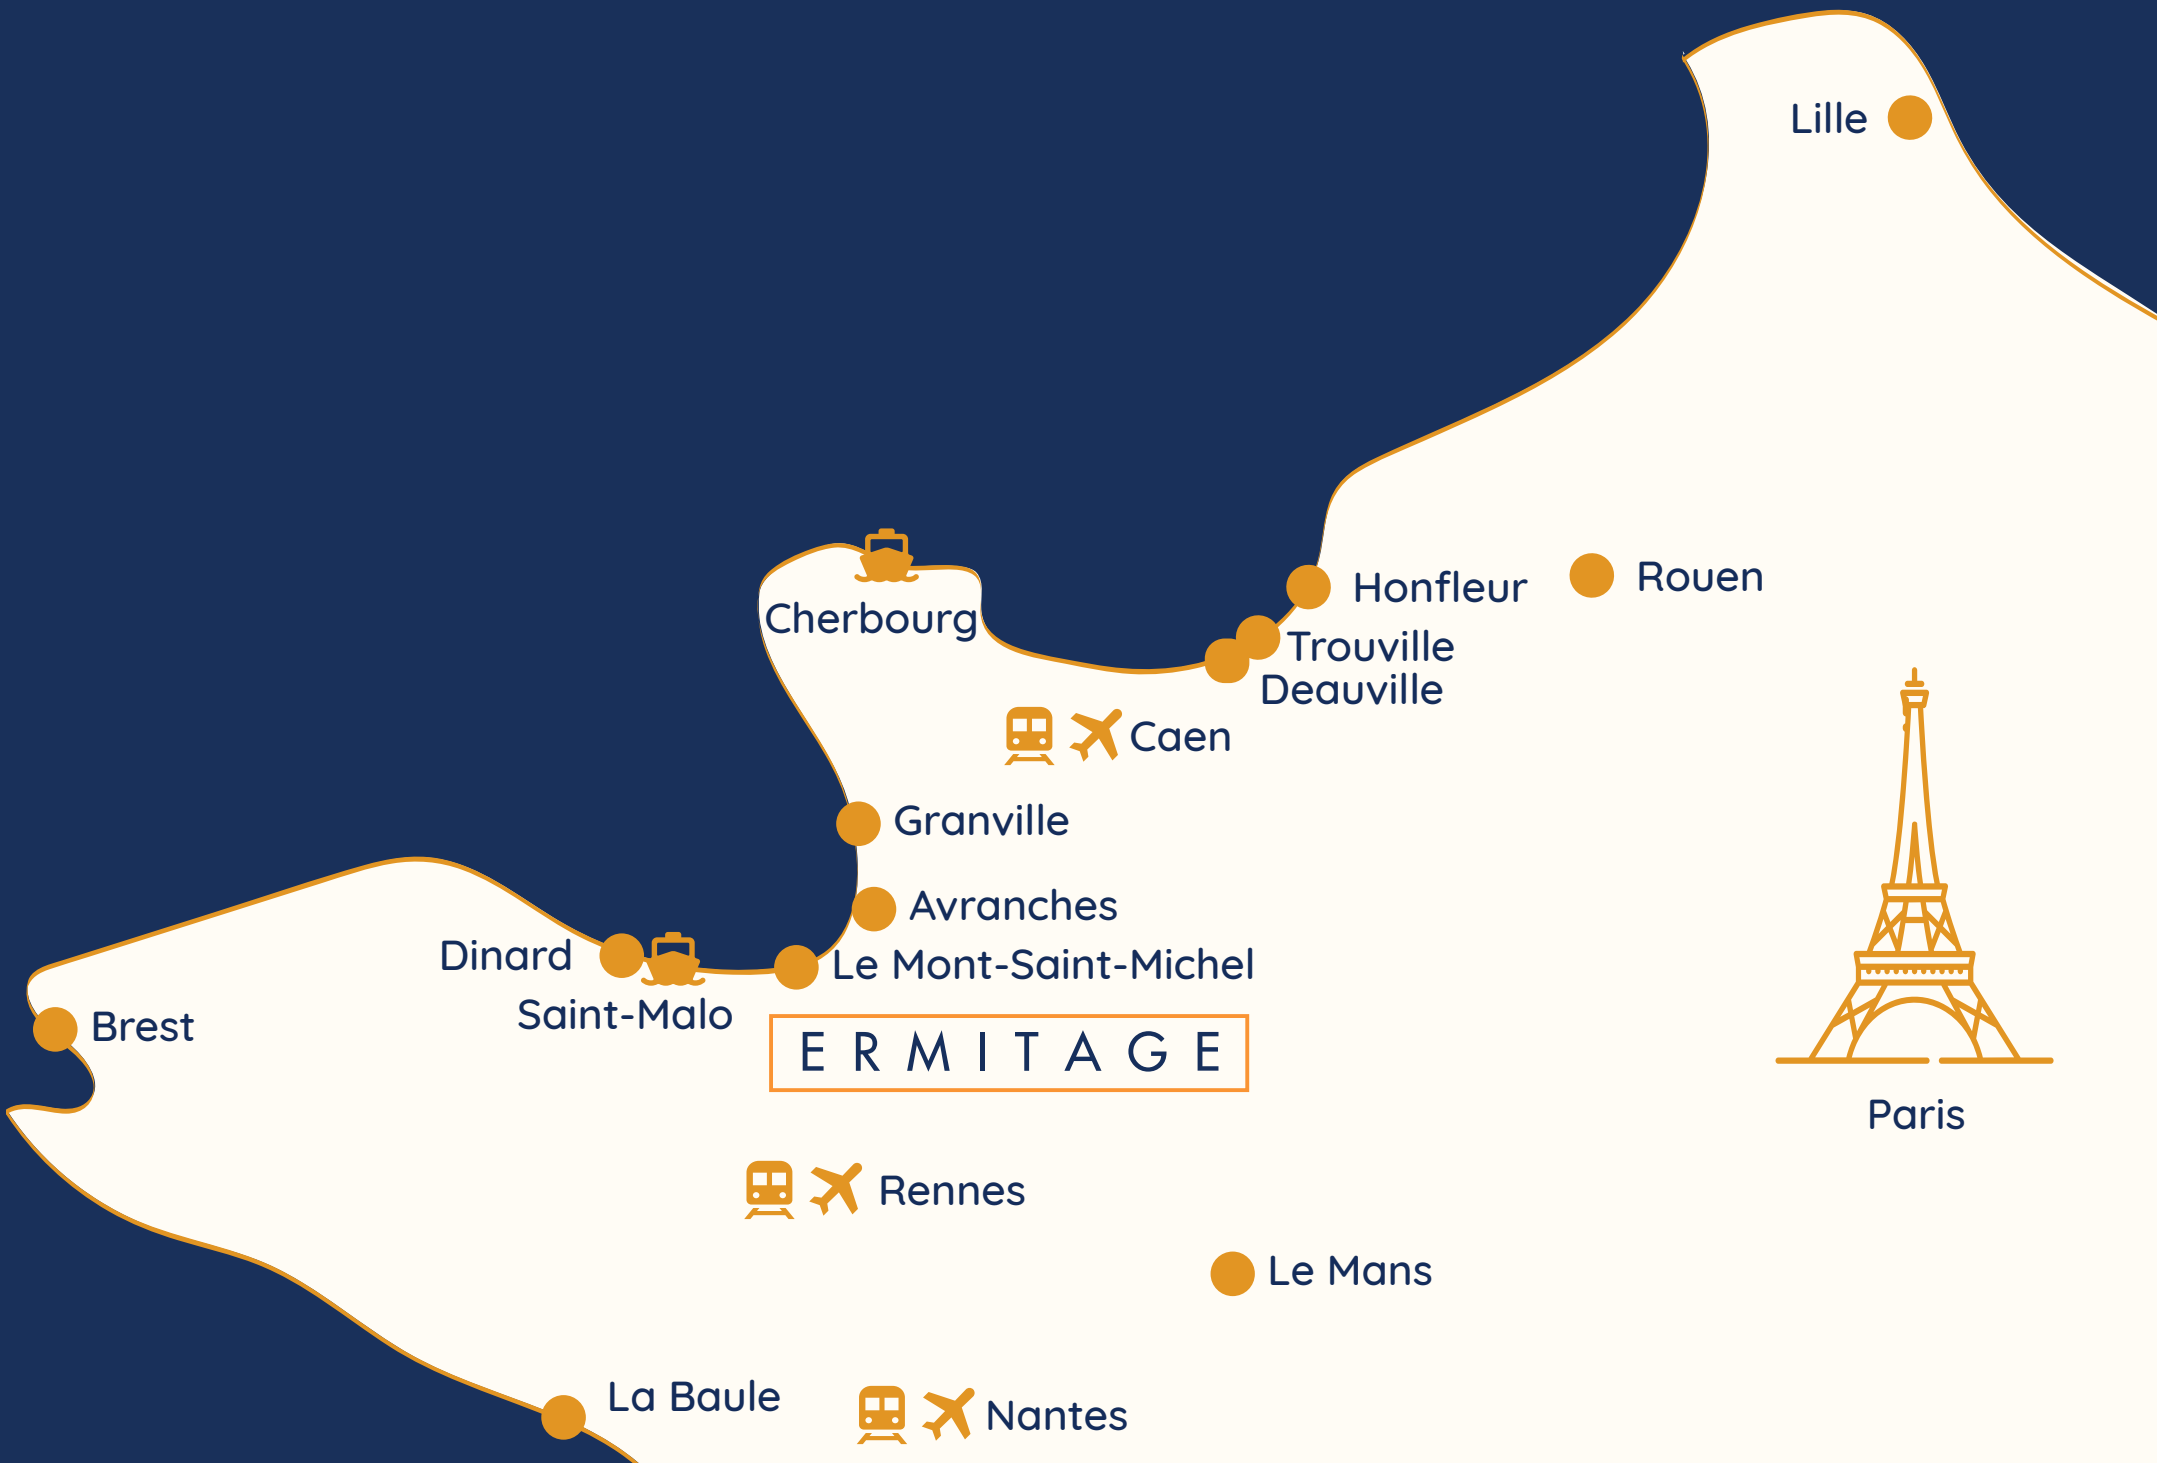 Lille
Honfleur
Rouen
Cherbourg
Trouville
Deauville
Caen
Granville
Avranches
Dinard
Le Mont-Saint-Michel
Saint-Malo
Brest
ERMITAGE
Paris
Rennes
Le Mans
La Baule
Nantes